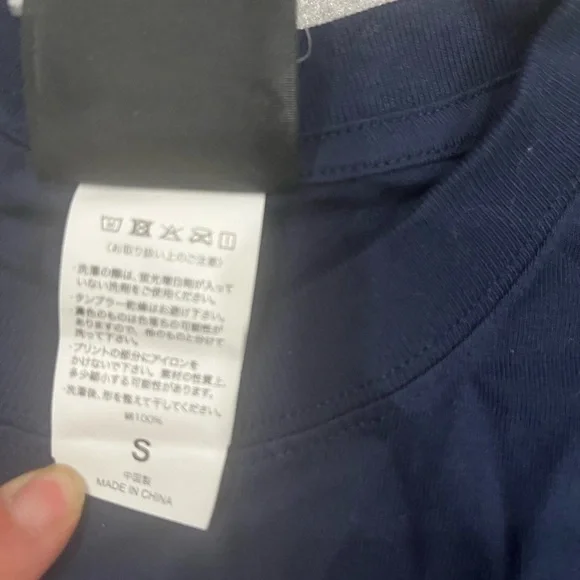 〈お取り扱い上のご注意〉
・洗濯の際は、蛍光増白剤が入って
いない洗剤をご使用ください。
・タンブラー乾燥はお避け下さい。
・濃色のものは色落ちの可能性が
ありますので、他のものと分けて
洗って下さい。
・プリントの部分にアイロンを
かけないで下さい。素材の性質上、
多少縮小する可能性があります。
・洗濯後、形を整えて干してください。
綿100%
S
中国製
MADE IN CHINA